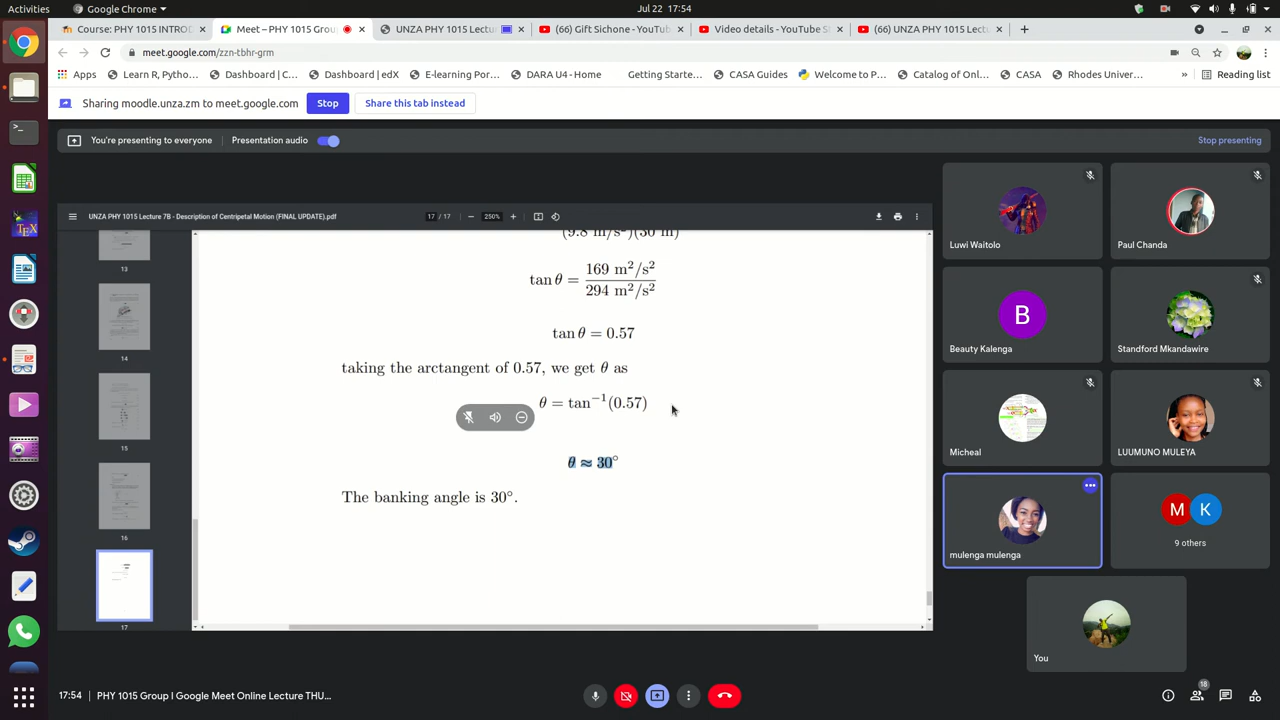 Activities
Google Chrome
Jul 22 17:54
Course: PHY 1015 INTROD
Meet – PHY 1015 Grou
UNZA PHY 1015 Lectu
(66) Gift Sichone - YouTub
Video details - YouTube S
(66) UNZA PHY 1015 Lect
meet.google.com/zzn-tbhr-grm
Apps
Learn R, Pytho...
Dashboard | C...
Dashboard | edX
E-learning Por...
DARA U4 - Home
Getting Starte...
CASA Guides
Welcome to P...
Catalog of Onl...
CASA
Rhodes Univer...
»
Reading list
Sharing moodle.unza.zm to meet.google.com
Stop
Share this tab instead
You're presenting to everyone
Presentation audio
Stop presenting
UNZA PHY 1015 Lecture 7B - Description of Centripetal Motion (FINAL UPDATE).pdf
17 / 17
250%
13
14
15
16
17
(9.8 m/s²)(30 m)
tan θ = 169 m²/s² / 294 m²/s²
tan θ = 0.57
taking the arctangent of 0.57, we get θ as
θ = tan⁻¹(0.57)
θ ≈ 30°
The banking angle is 30°.
Luwi Waitolo
Paul Chanda
B
Beauty Kalenga
Standford Mkandawire
Micheal
LUUMUNO MULEYA
mulenga mulenga
M K
9 others
You
17:54 | PHY 1015 Group I Google Meet Online Lecture THU...
18